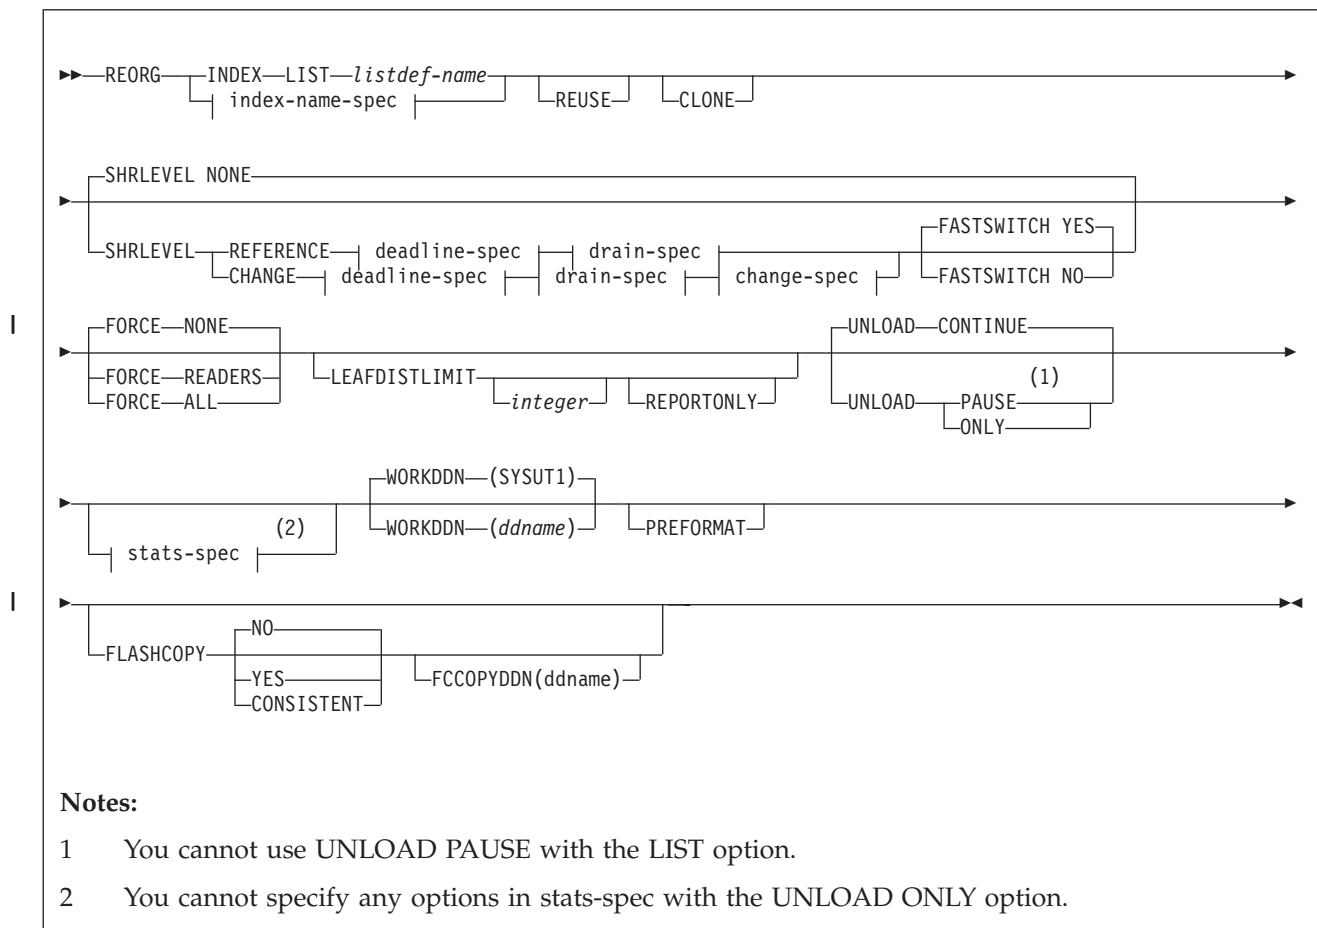 REORG INDEX LIST listdef-name
index-name-spec REUSE CLONE
SHRLEVEL NONE
FASTSWITCH YES
SHRLEVEL REFERENCE deadline-spec drain-spec
CHANGE deadline-spec drain-spec change-spec FASTSWITCH NO
FORCE NONE UNLOAD CONTINUE
FORCE READERS LEAFDISTLIMIT (1)
FORCE ALL integer REPORTONLY UNLOAD PAUSE
ONLY
WORKDDN (SYSUT1)
(2) WORKDDN (ddname) PREFORMAT
stats-spec
NO
FLASHCOPY
YES FCCOPYDDN(ddname)
CONSISTENT
Notes:
1 You cannot use UNLOAD PAUSE with the LIST option.
2 You cannot specify any options in stats-spec with the UNLOAD ONLY option.